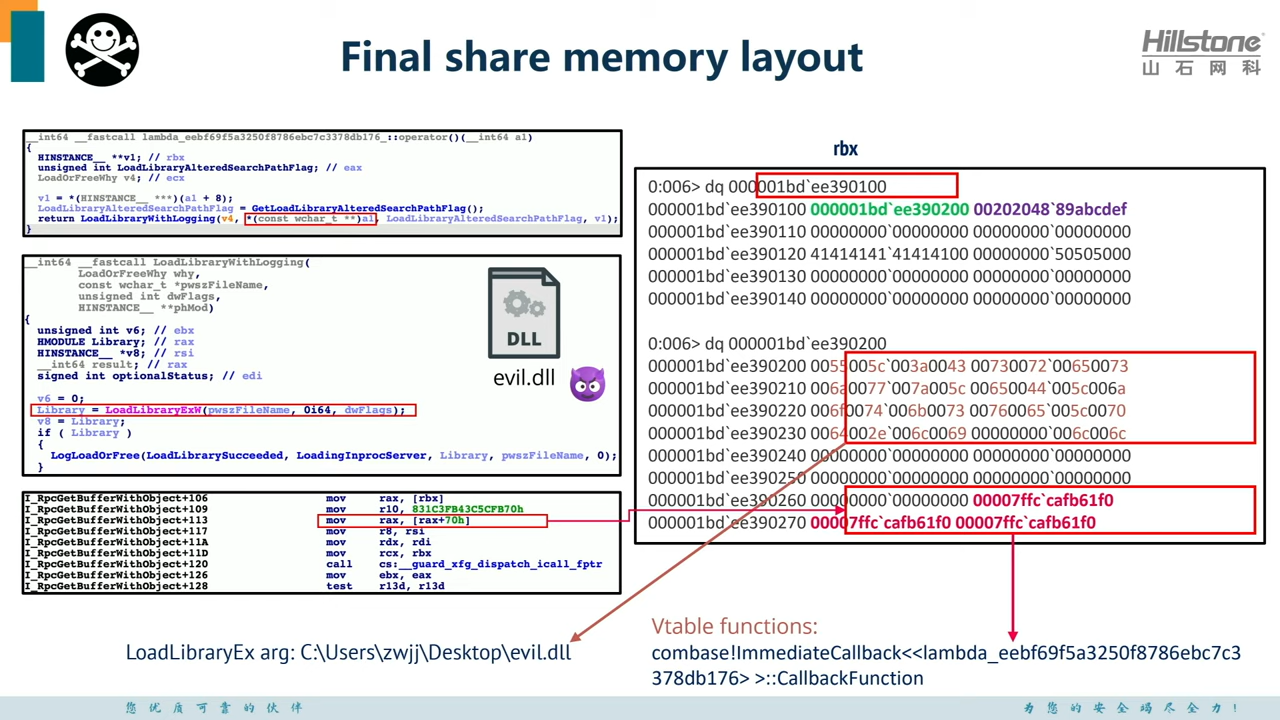 Final share memory layout
Hillstone
山石网科
__int64 __fastcall lambda_eebf69f5a3250f8786ebc7c3378db176_::operator()(__int64 a1)
{
HINSTANCE__ **v1; // rbx
unsigned int LoadLibraryAlteredSearchPathFlag; // eax
LoadOrFreeWhy v4; // ecx
v1 = *(HINSTANCE__ ***)(a1 + 8);
LoadLibraryAlteredSearchPathFlag = GetLoadLibraryAlteredSearchPathFlag();
return LoadLibraryWithLogging(v4, *(const wchar_t **)a1, LoadLibraryAlteredSearchPathFlag, v1);
}
__int64 __fastcall LoadLibraryWithLogging(
LoadOrFreeWhy why,
const wchar_t *pwszFileName,
unsigned int dwFlags,
HINSTANCE__ **phMod)
{
unsigned int v6; // ebx
HMODULE Library; // rax
HINSTANCE__ *v8; // rsi
__int64 result; // rax
signed int optionalStatus; // edi
v6 = 0;
Library = LoadLibraryExW(pwszFileName, 0i64, dwFlags);
v8 = Library;
if ( Library )
{
LogLoadOrFree(LoadLibrarySucceeded, LoadingInprocServer, Library, pwszFileName, 0);
}
DLL
evil.dll
I_RpcGetBufferWithObject+106 mov rax, [rbx]
I_RpcGetBufferWithObject+109 mov r10, 831C3FB43C5CFB70h
I_RpcGetBufferWithObject+113 mov rax, [rax+70h]
I_RpcGetBufferWithObject+117 mov r8, rsi
I_RpcGetBufferWithObject+11A mov rdx, rdi
I_RpcGetBufferWithObject+11D mov rcx, rbx
I_RpcGetBufferWithObject+120 call cs:__guard_xfg_dispatch_icall_fptr
I_RpcGetBufferWithObject+126 mov ebx, eax
I_RpcGetBufferWithObject+128 test r13d, r13d
rbx
0:006> dq 000001bd`ee390100
000001bd`ee390100 000001bd`ee390200 00202048`89abcdef
000001bd`ee390110 00000000`00000000 00000000`00000000
000001bd`ee390120 41414141`41414100 00000000`50505000
000001bd`ee390130 00000000`00000000 00000000`00000000
000001bd`ee390140 00000000`00000000 00000000`00000000
0:006> dq 000001bd`ee390200
000001bd`ee390200 0055005c`003a0043 00730072`00650073
000001bd`ee390210 006a0077`007a005c 00650044`005c006a
000001bd`ee390220 006f0074`006b0073 00760065`005c0070
000001bd`ee390230 0064002e`006c0069 00000000`006c006c
000001bd`ee390240 00000000`00000000 00000000`00000000
000001bd`ee390250 00000000`00000000 00000000`00000000
000001bd`ee390260 00000000`00000000 00007ffc`cafb61f0
000001bd`ee390270 00007ffc`cafb61f0 00007ffc`cafb61f0
LoadLibraryEx arg: C:\Users\zwjj\Desktop\evil.dll
Vtable functions:
combase!ImmediateCallback<<lambda_eebf69f5a3250f8786ebc7c3
378db176> >::CallbackFunction
您优质可靠的伙伴
为您的安全竭尽全力!